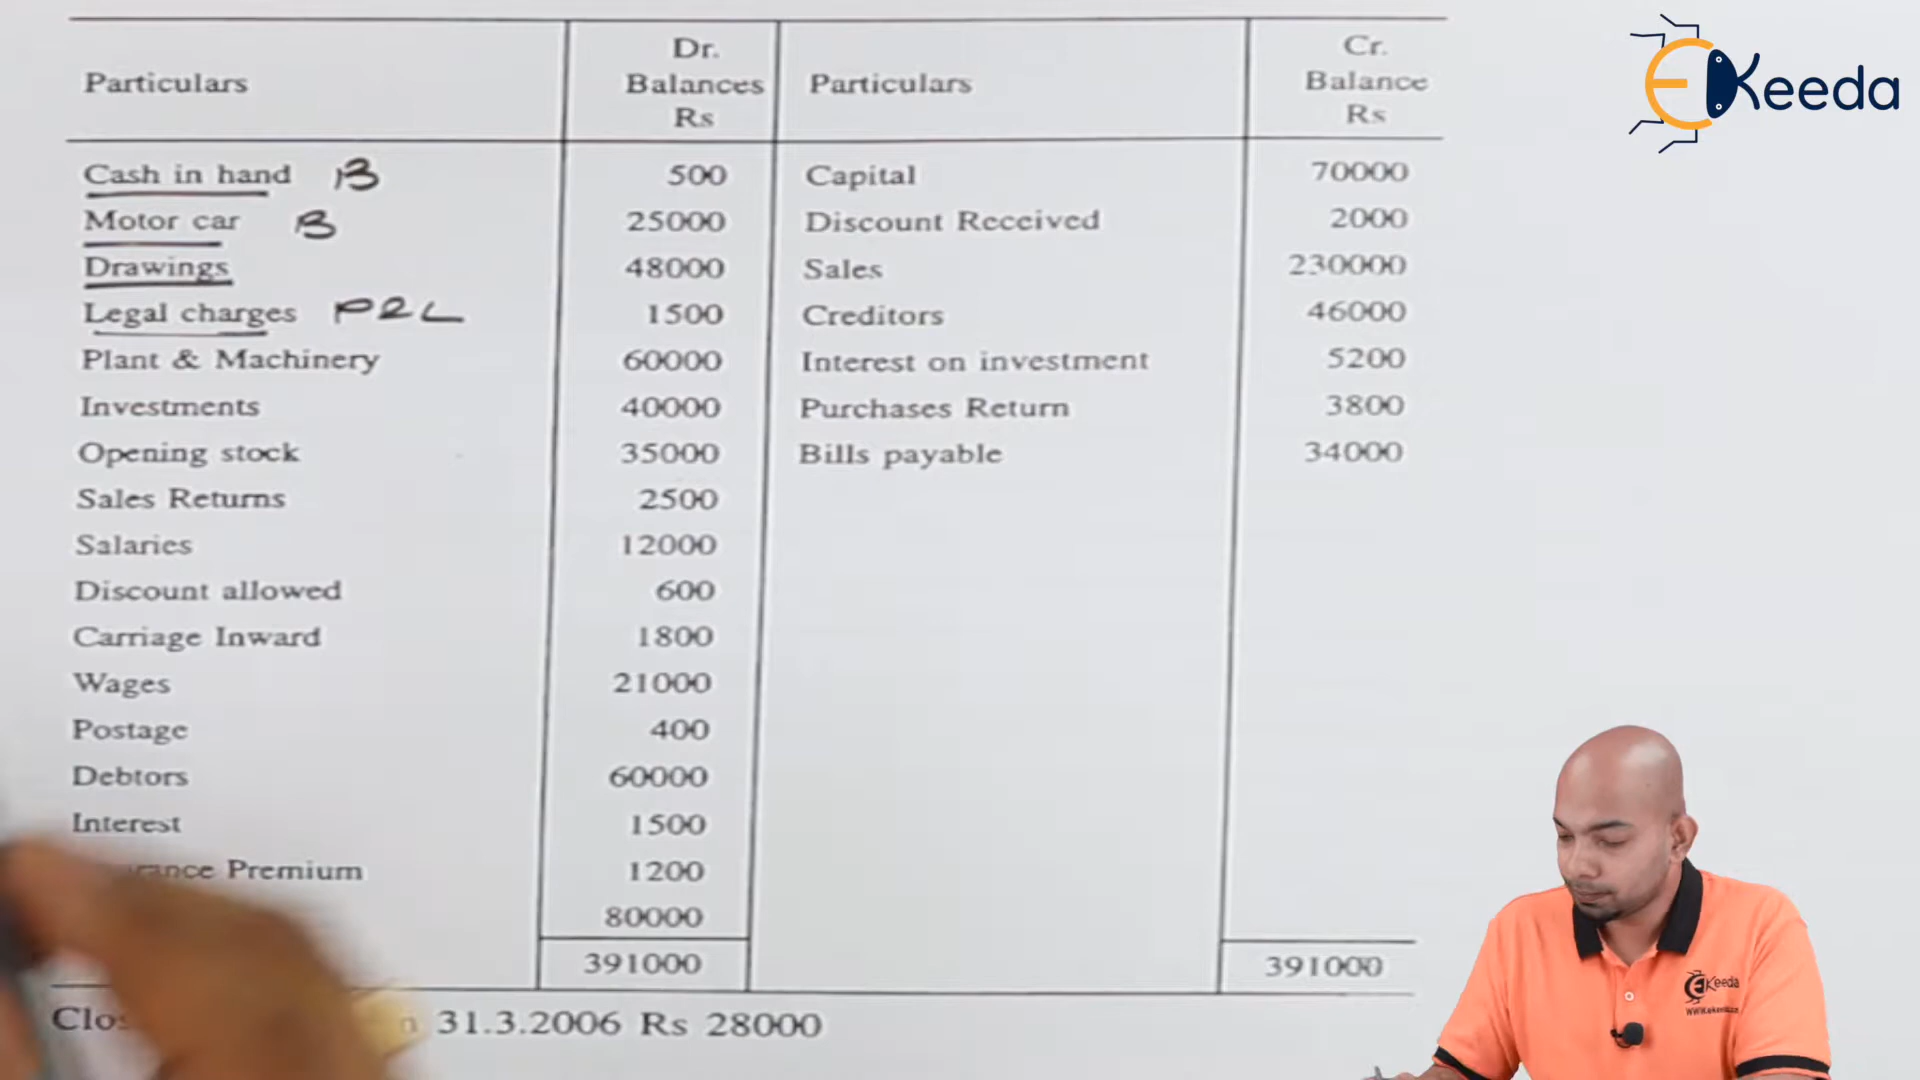 Particulars Dr. Balances Rs Particulars Cr. Balance Rs
Cash in hand B 500 Capital 70000
Motor car B 25000 Discount Received 2000
Drawings 48000 Sales 230000
Legal charges P&L 1500 Creditors 46000
Plant & Machinery 60000 Interest on investment 5200
Investments 40000 Purchases Return 3800
Opening stock 35000 Bills payable 34000
Sales Returns 2500
Salaries 12000
Discount allowed 600
Carriage Inward 1800
Wages 21000
Postage 400
Debtors 60000
Interest 1500
Premium 1200
80000
391000 391000
31.3.2006 Rs 28000
EKeeda
EKeeda